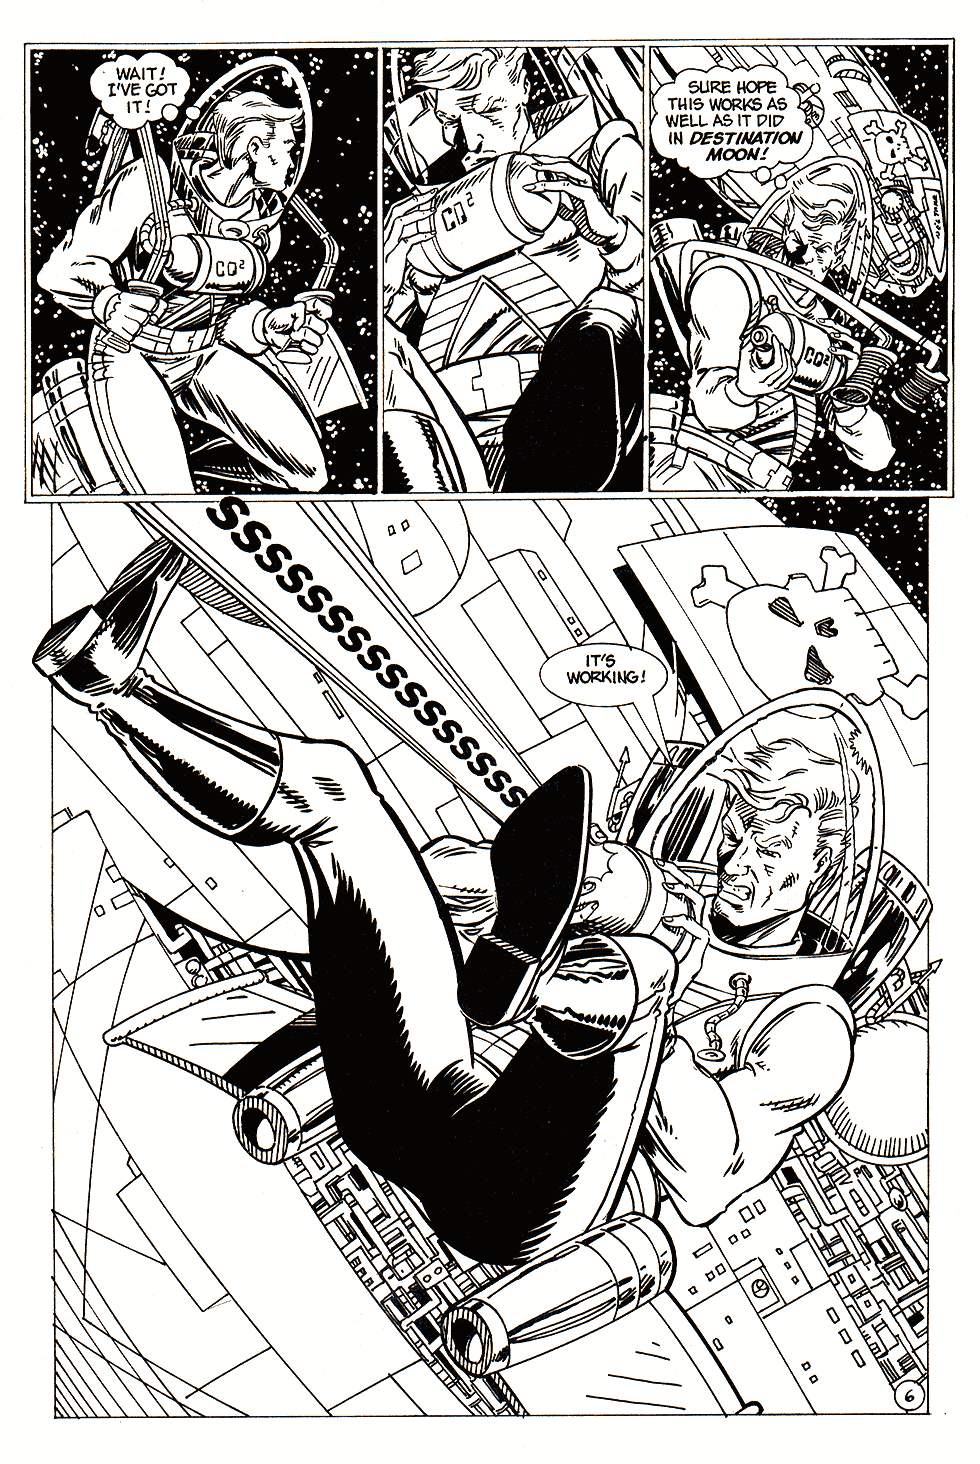 WAIT!
I'VE GOT
IT!
CO²
CO²
SURE HOPE
THIS WORKS AS
WELL AS IT DID
IN DESTINATION
MOON!
CO²
SSSSSSSSSSSSSSSSSSSSS
IT'S
WORKING!
6